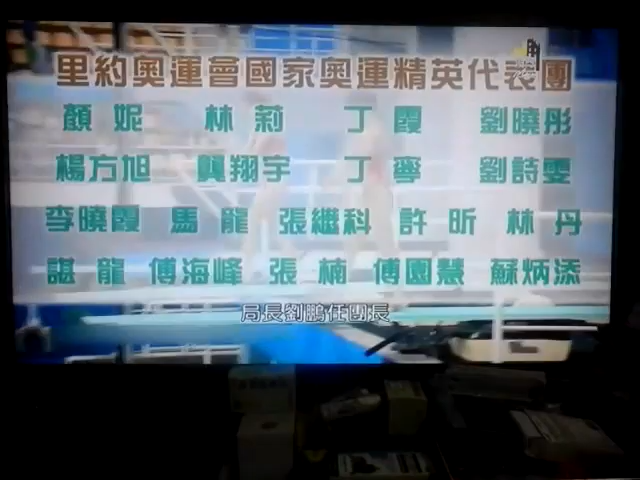 里約奧運會國家奧運精英代表團
顏妮 林莉 丁霞 劉曉彤
楊方旭 龔翔宇 丁寧 劉詩雯
李曉霞 馬龍 張繼科 許昕 林丹
諶龍 傅海峰 張楠 傅園慧 蘇炳添
局長劉鵬任團長